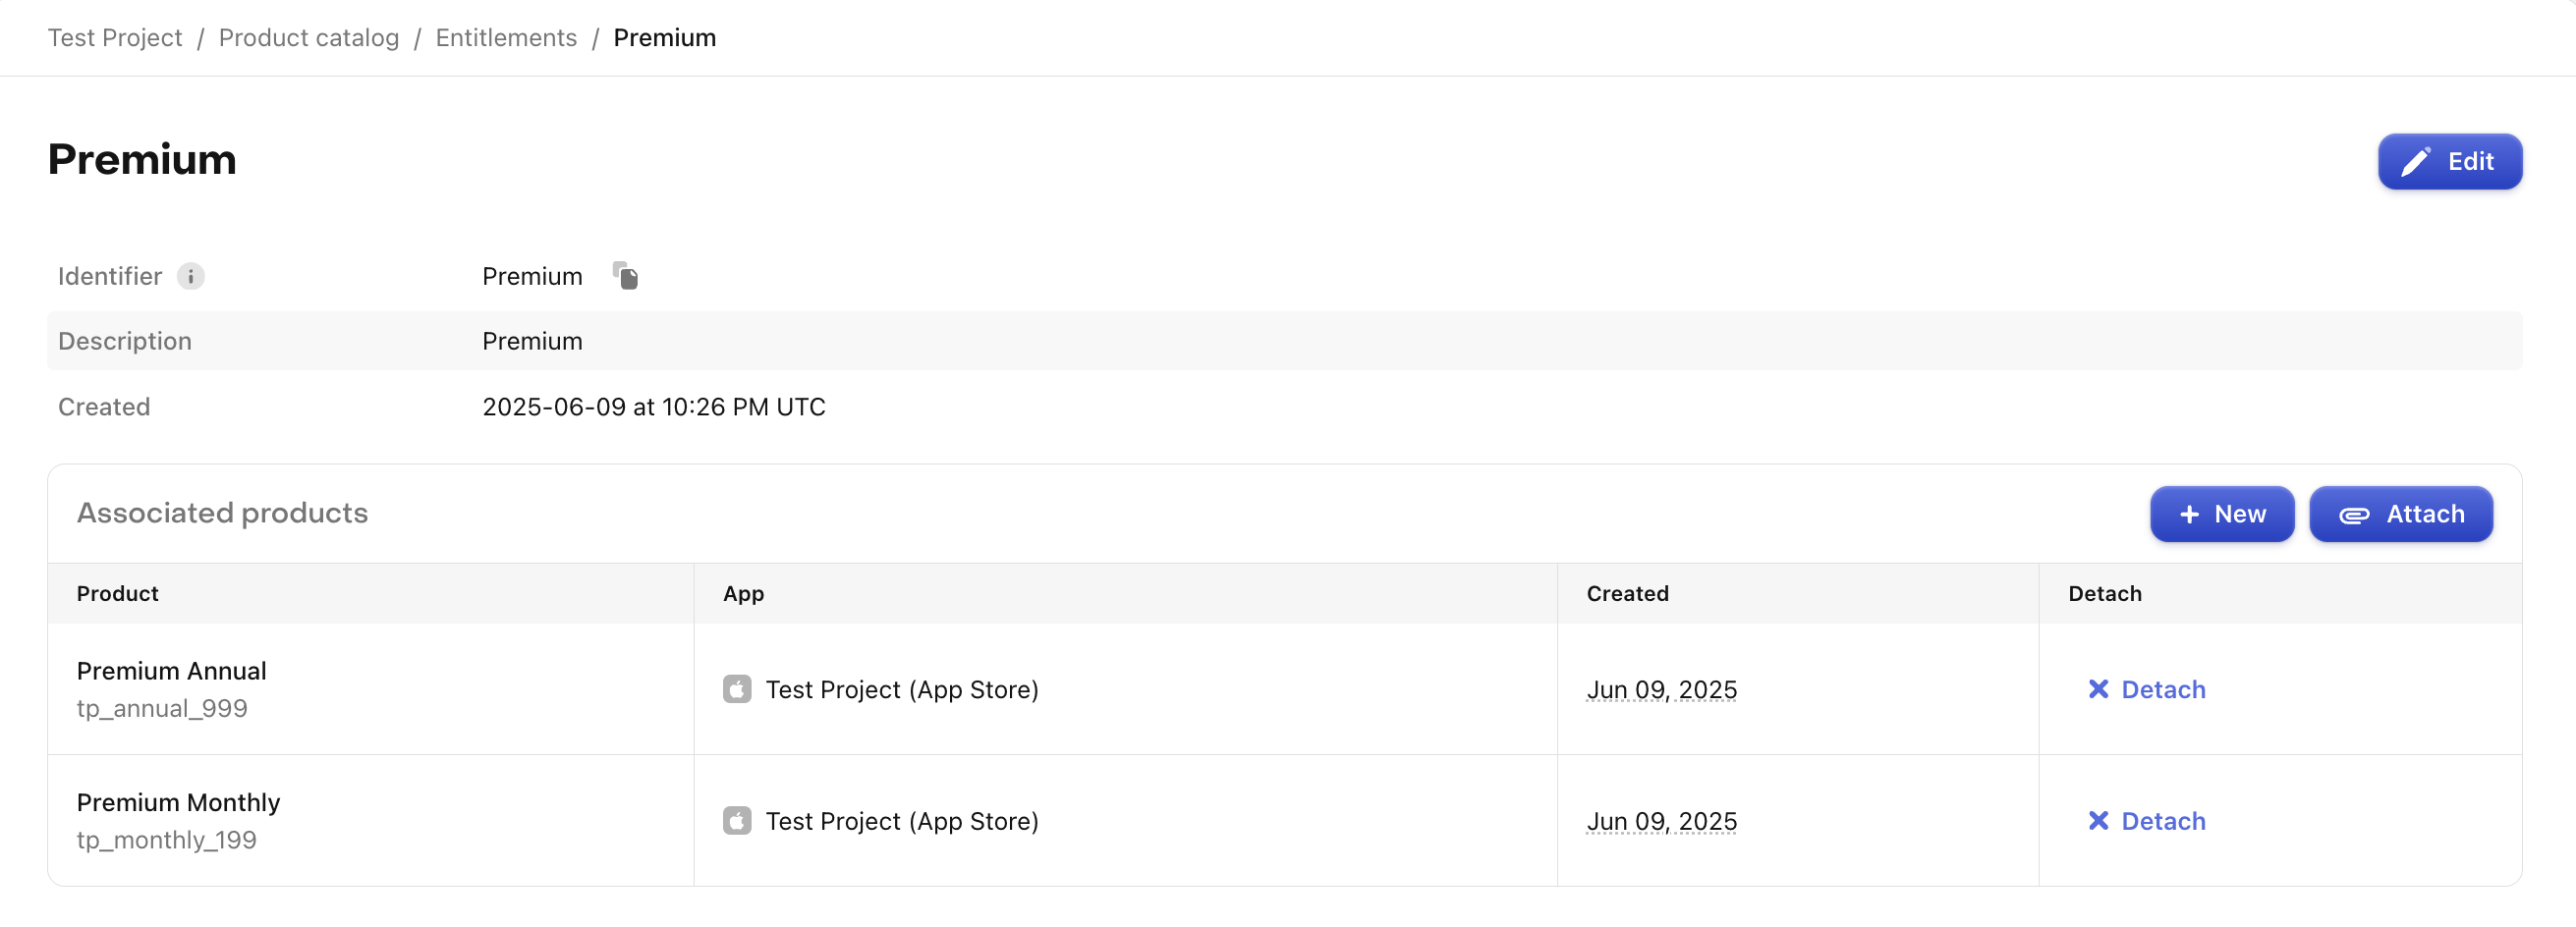 Test Project / Product catalog / Entitlements / Premium
Premium
Edit
Identifier Premium
Description Premium
Created 2025-06-09 at 10:26 PM UTC
Associated products
+ New Attach
Product App Created Detach
Premium Annual
tp_annual_999
Test Project (App Store) Jun 09, 2025 Detach
Premium Monthly
tp_monthly_199
Test Project (App Store) Jun 09, 2025 Detach